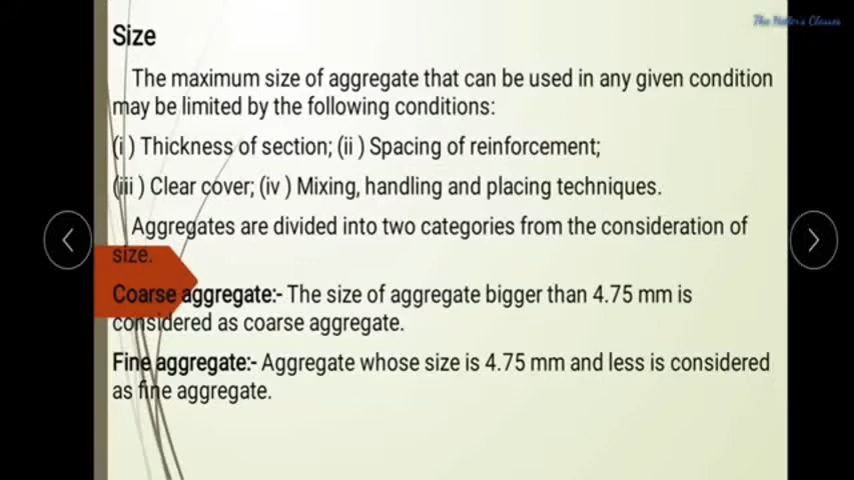 The Helper's Classes
Size
The maximum size of aggregate that can be used in any given condition
may be limited by the following conditions:
(i ) Thickness of section; (ii ) Spacing of reinforcement;
(iii ) Clear cover; (iv ) Mixing, handling and placing techniques.
Aggregates are divided into two categories from the consideration of
size.
Coarse aggregate:- The size of aggregate bigger than 4.75 mm is
considered as coarse aggregate.
Fine aggregate:- Aggregate whose size is 4.75 mm and less is considered
as fine aggregate.